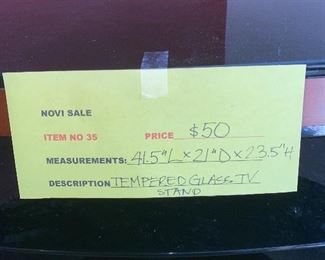 NOVI SALE
ITEM NO 35 PRICE $50
MEASUREMENTS: 41.5"L x 21"D x 23.5"H
DESCRIPTION TEMPERED GLASS TV
STAND